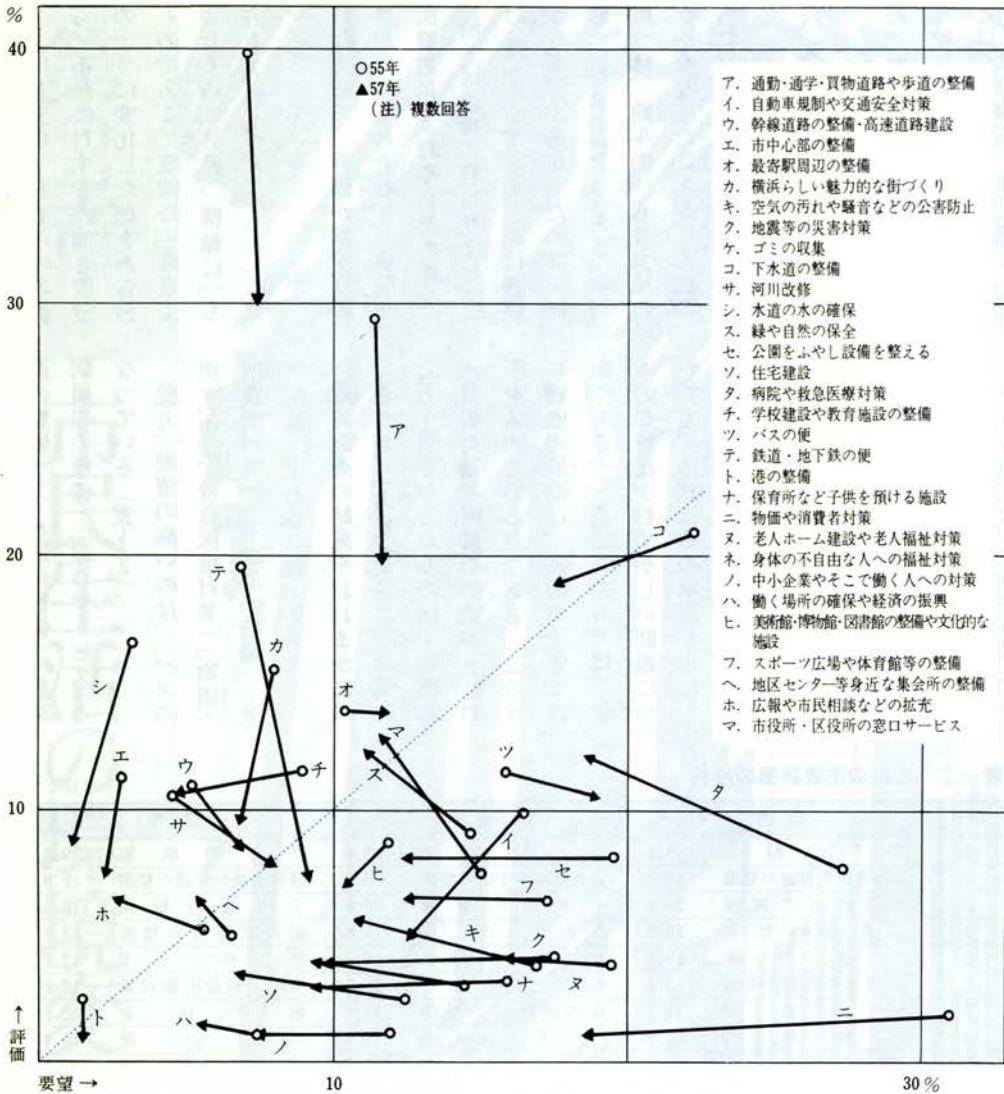 %
40
○55年
▲57年
(注) 複数回答
ア. 通勤・通学・買物道路や歩道の整備
イ. 自動車規制や交通安全対策
ウ. 幹線道路の整備・高速道路建設
エ. 市中心部の整備
オ. 最寄駅周辺の整備
カ. 横浜らしい魅力的な街づくり
キ. 空気の汚れや騒音などの公害防止
ク. 地震等の災害対策
ケ. ゴミの収集
コ. 下水道の整備
サ. 河川改修
シ. 水道の水の確保
ス. 緑や自然の保全
セ. 公園をふやし設備を整える
ソ. 住宅建設
タ. 病院や救急医療対策
チ. 学校建設や教育施設の整備
ツ. バスの便
テ. 鉄道・地下鉄の便
ト. 港の整備
ナ. 保育所など子供を預ける施設
ニ. 物価や消費者対策
ヌ. 老人ホーム建設や老人福祉対策
ネ. 身体の不自由な人への福祉対策
ノ. 中小企業やそこで働く人への対策
ハ. 働く場所の確保や経済の振興
ヒ. 美術館・博物館・図書館の整備や文化的な
施設
フ. スポーツ広場や体育館等の整備
ヘ. 地区センター等身近な集会所の整備
ホ. 広報や市民相談などの拡充
マ. 市役所・区役所の窓口サービス
30
ア
20
コ
テ
カ
シ
オ
マ
エ
ウ
チ
ス
ツ
タ
10
サ
イ
ヒ
セ
フ
ホ
ヘ
キ
ク
ソ
ナ
ヌ
ト
ハ
ノ
ニ
↑
評価
要望 →
10
30%